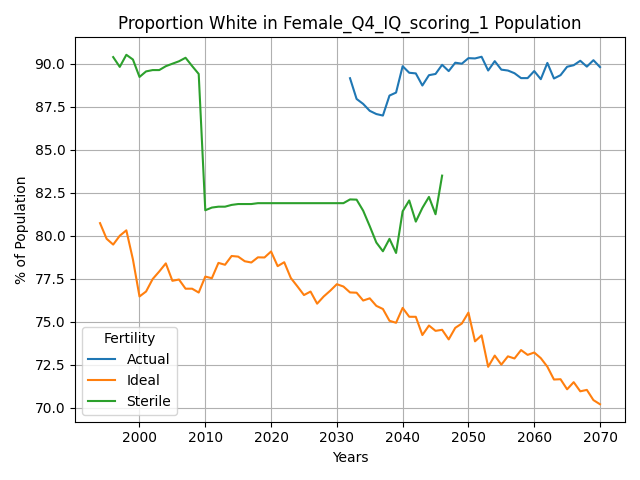 Proportion White in Female_Q4_IQ_scoring_1 Population
% of Population
90.0
87.5
85.0
82.5
80.0
77.5
75.0
72.5
70.0
Fertility
Actual
Ideal
Sterile
2000 2010 2020 2030 2040 2050 2060 2070
Years